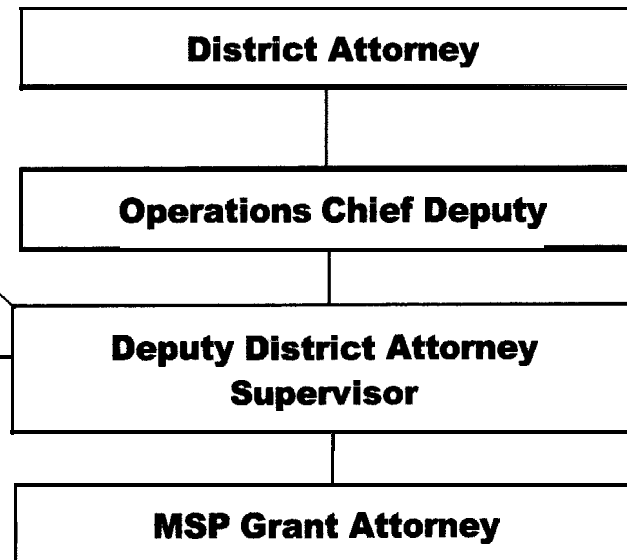 District Attorney
Operations Chief Deputy
Deputy District Attorney
Supervisor
MSP Grant Attorney